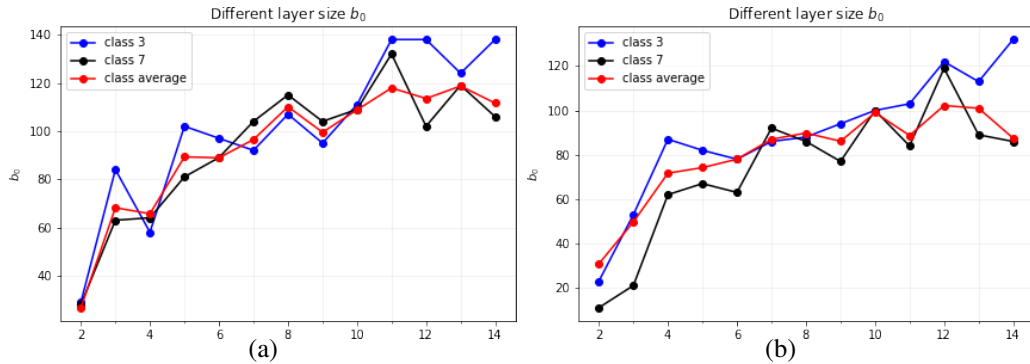 Different layer size b₀
class 3
class 7
class average
b₀
140
120
100
80
60
40
2 4 6 8 10 12 14
(a)
Different layer size b₀
class 3
class 7
class average
b₀
120
100
80
60
40
20
2 4 6 8 10 12 14
(b)